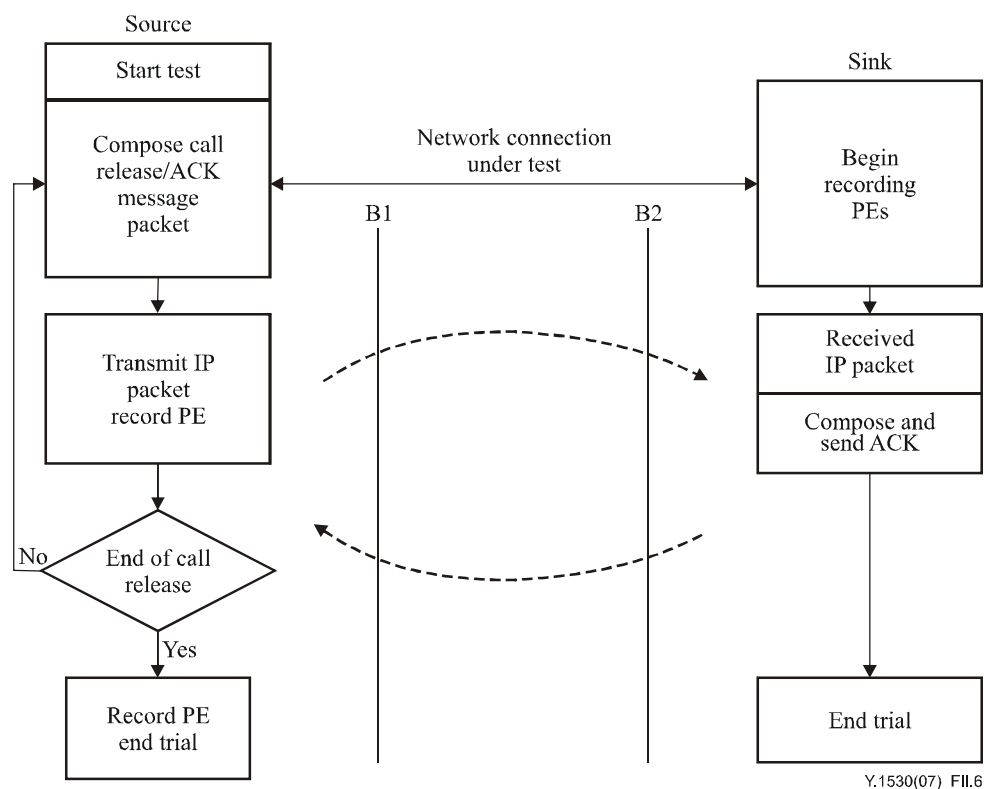 Source
Start test
Compose call
release/ACK
message
packet
Transmit IP
packet
record PE
No
End of call
release
Yes
Record PE
end trial
Network connection
under test
B1
B2
Sink
Begin
recording
PEs
Received
IP packet
Compose and
send ACK
End trial
Y.1530(07) FII.6